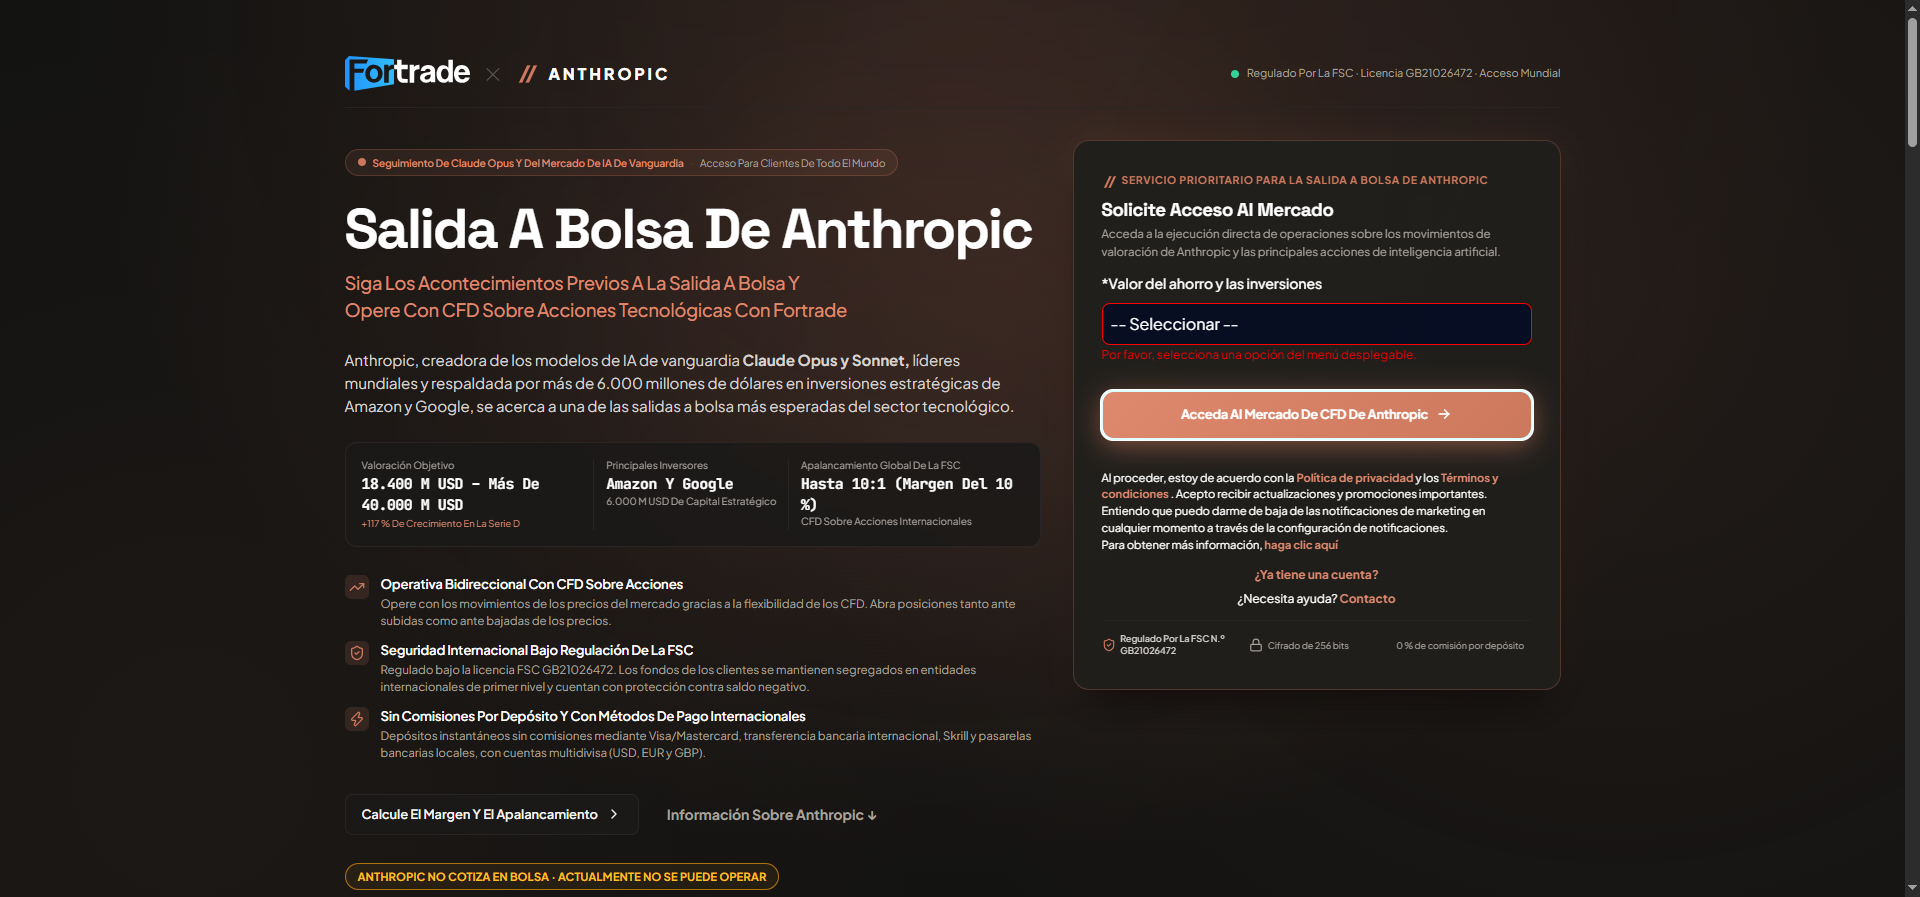 Fortrade × // ANTHROPIC
Regulado Por La FSC · Licencia GB21026472 · Acceso Mundial
Seguimiento De Claude Opus Y Del Mercado De IA De Vanguardia · Acceso Para Clientes De Todo El Mundo
Salida A Bolsa De Anthropic
Siga Los Acontecimientos Previos A La Salida A Bolsa Y
Opere Con CFD Sobre Acciones Tecnológicas Con Fortrade
Anthropic, creadora de los modelos de IA de vanguardia Claude Opus y Sonnet, líderes
mundiales y respaldada por más de 6.000 millones de dólares en inversiones estratégicas de
Amazon y Google, se acerca a una de las salidas a bolsa más esperadas del sector tecnológico.
Valoración Objetivo
18.400 M USD – Más De
40.000 M USD
+117 % De Crecimiento En La Serie D
Principales Inversores
Amazon Y Google
6.000 M USD De Capital Estratégico
Apalancamiento Global De La FSC
Hasta 10:1 (Margen Del 10
%)
CFD Sobre Acciones Internacionales
Operativa Bidireccional Con CFD Sobre Acciones
Opere con los movimientos de los precios del mercado gracias a la flexibilidad de los CFD. Abra posiciones tanto ante
subidas como ante bajadas de los precios.
Seguridad Internacional Bajo Regulación De La FSC
Regulado bajo la licencia FSC GB21026472. Los fondos de los clientes se mantienen segregados en entidades
internacionales de primer nivel y cuentan con protección contra saldo negativo.
Sin Comisiones Por Depósito Y Con Métodos De Pago Internacionales
Depósitos instantáneos sin comisiones mediante Visa/Mastercard, transferencia bancaria internacional, Skrill y pasarelas
bancarias locales, con cuentas multidivisa (USD, EUR y GBP).
Calcule El Margen Y El Apalancamiento
Información Sobre Anthropic ↓
ANTHROPIC NO COTIZA EN BOLSA · ACTUALMENTE NO SE PUEDE OPERAR
// SERVICIO PRIORITARIO PARA LA SALIDA A BOLSA DE ANTHROPIC
Solicite Acceso Al Mercado
Acceda a la ejecución directa de operaciones sobre los movimientos de
valoración de Anthropic y las principales acciones de inteligencia artificial.
*Valor del ahorro y las inversiones
-- Seleccionar --
Por favor, selecciona una opción del menú desplegable.
Acceda Al Mercado De CFD De Anthropic →
Al proceder, estoy de acuerdo con la Política de privacidad y los Términos y
condiciones . Acepto recibir actualizaciones y promociones importantes.
Entiendo que puedo darme de baja de las notificaciones de marketing en
cualquier momento a través de la configuración de notificaciones.
Para obtener más información, haga clic aquí
¿Ya tiene una cuenta?
¿Necesita ayuda? Contacto
Regulado Por La FSC N.º
GB21026472
Cifrado de 256 bits
0 % de comisión por depósito